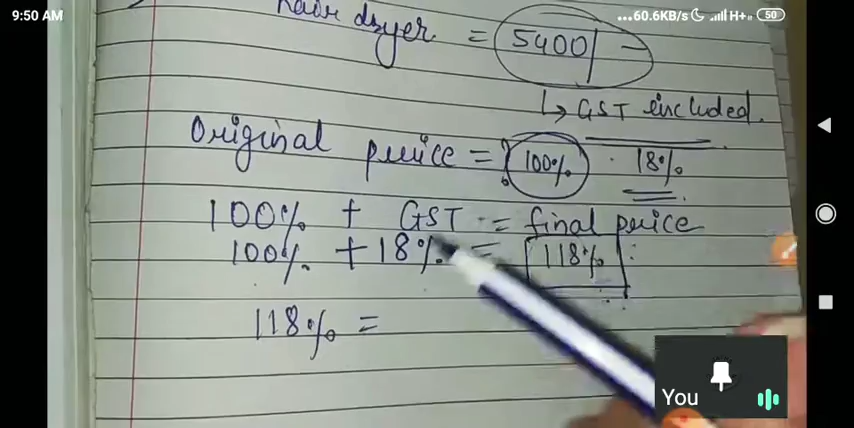 9:50 AM
...60.6K/s H+ 50
hair dryer = 5400/-
↳ GST included.
Original price = 100% . 18%
100% + GST = final price
100% + 18% = 118%
118% =
You